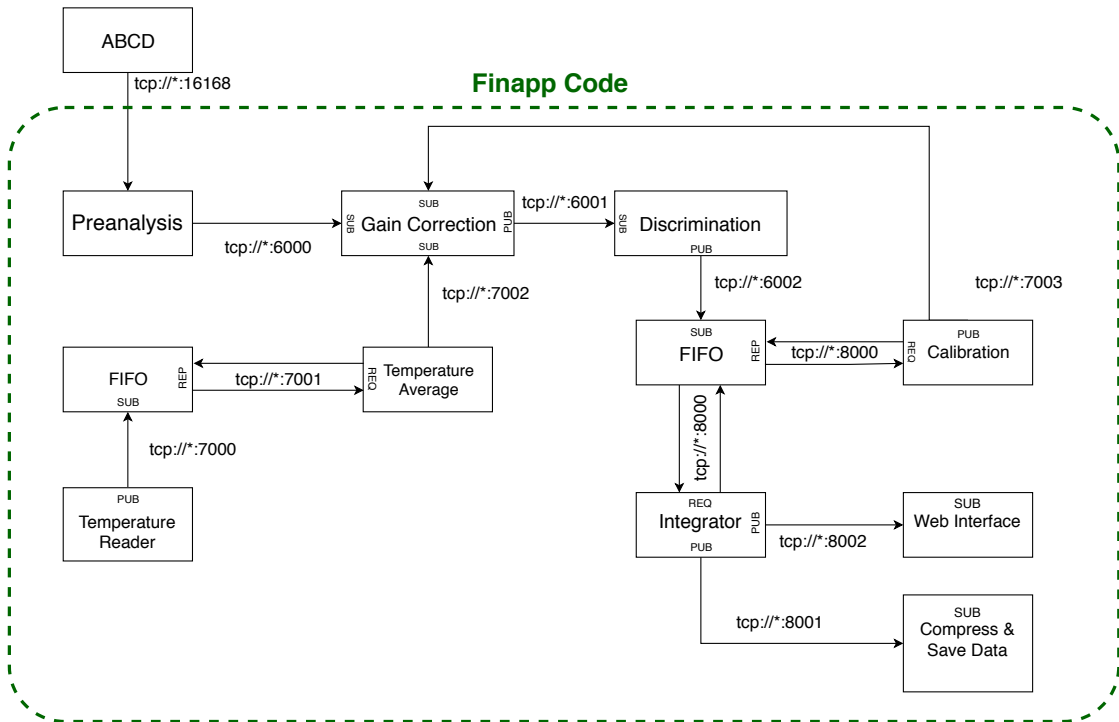 ABCD
tcp://*:16168
Finapp Code
Preanalysis
tcp://*:6000
SUB
SUB
Gain Correction
PUB
SUB
tcp://*:6001
SUB
Discrimination
PUB
tcp://*:7002
tcp://*:6002
tcp://*:7003
FIFO
REP
SUB
tcp://*:7001
REQ
Temperature
Average
SUB
FIFO
REP
tcp://*:8000
REQ
PUB
Calibration
tcp://*:7000
tcp://*:8000
PUB
Temperature
Reader
REQ
Integrator
PUB
PUB
tcp://*:8002
SUB
Web Interface
tcp://*:8001
SUB
Compress &
Save Data